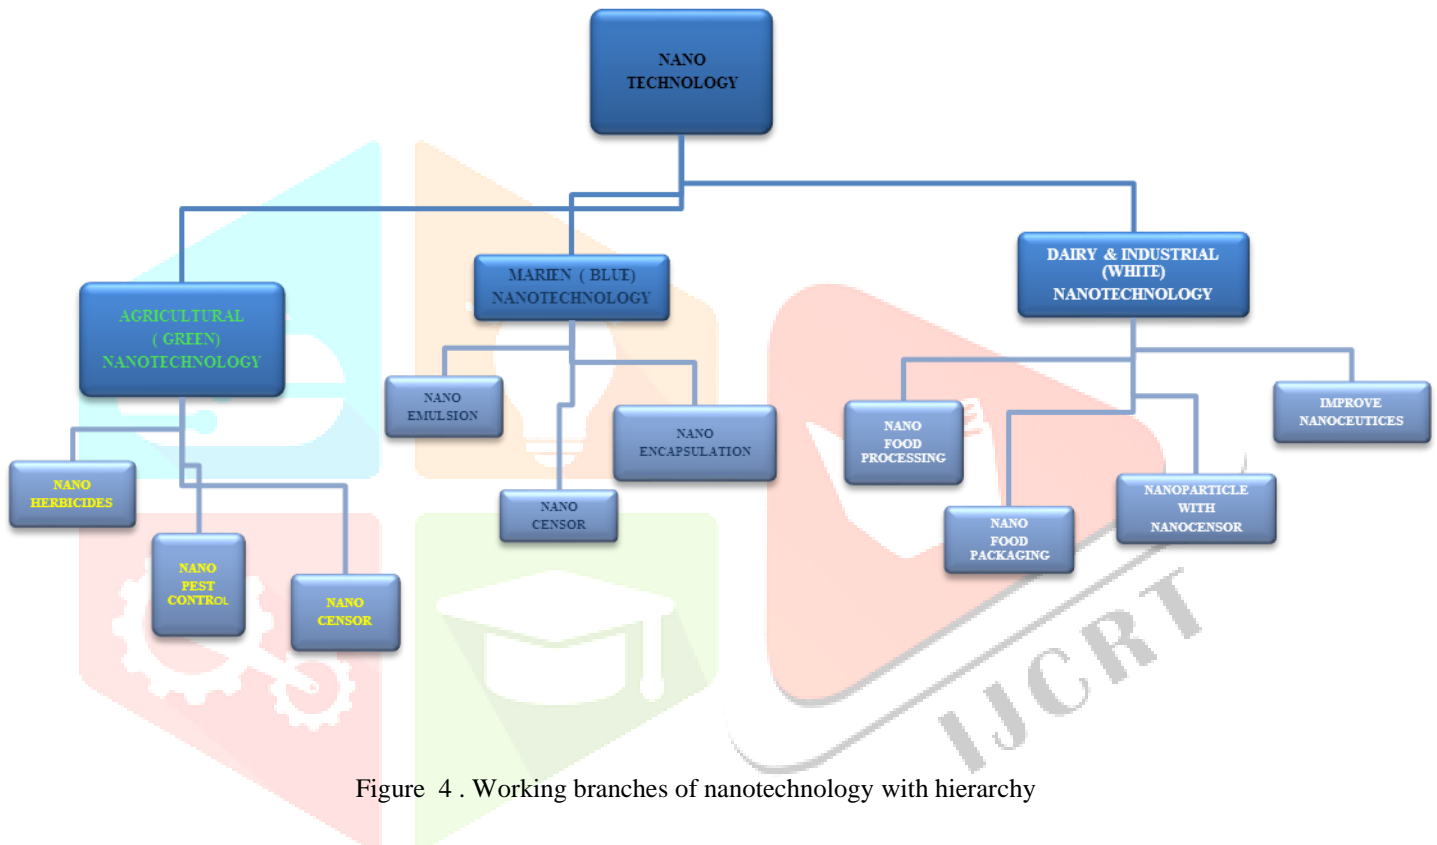 NANO
TECHNOLOGY
AGRICULTURAL
( GREEN)
NANOTECHNOLOGY
MARIEN ( BLUE)
NANOTECHNOLOGY
DAIRY & INDUSTRIAL
(WHITE)
NANOTECHNOLOGY
NANO
HERBICIDES
NANO
PEST
CONTROL
NANO
CENSOR
NANO
EMULSION
NANO
CENSOR
NANO
ENCAPSULATION
NANO
FOOD
PROCESSING
NANO
FOOD
PACKAGING
NANOPARTICLE
WITH
NANOCENSOR
IMPROVE
NANOCEUTICES
IJCRT
Figure 4 . Working branches of nanotechnology with hierarchy